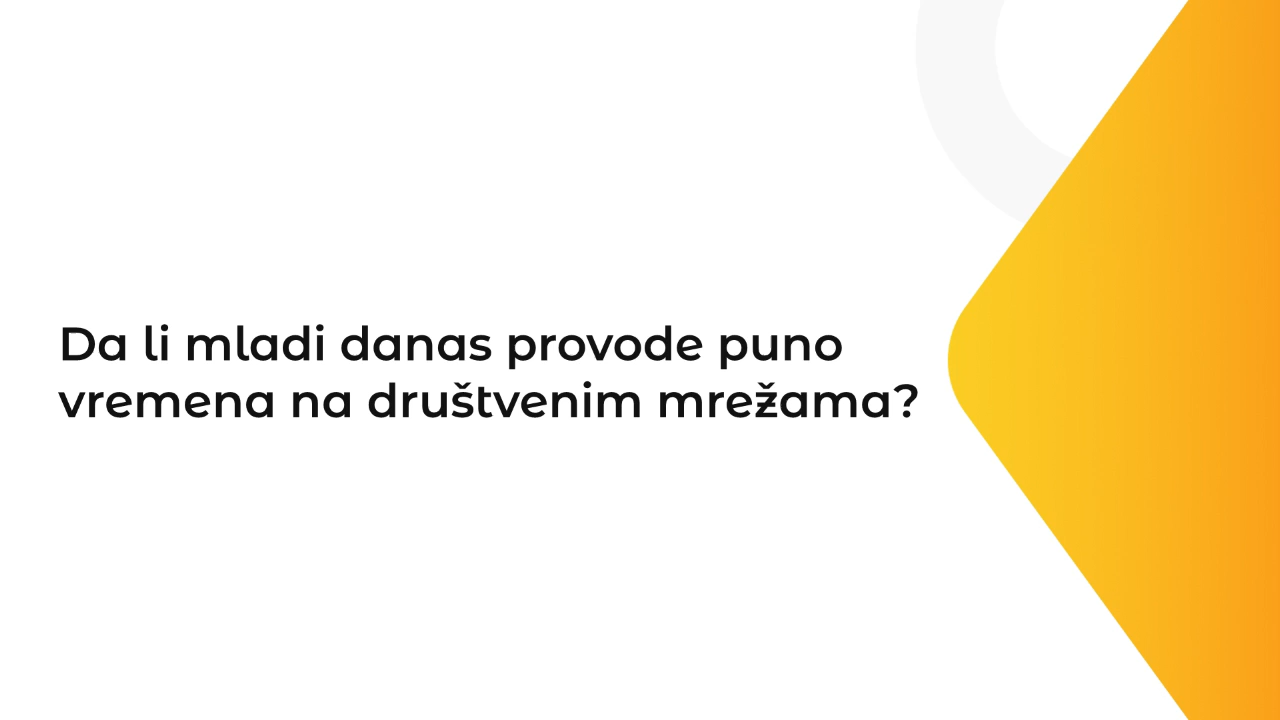 Da li mladi danas provode puno
vremena na društvenim mrežama?